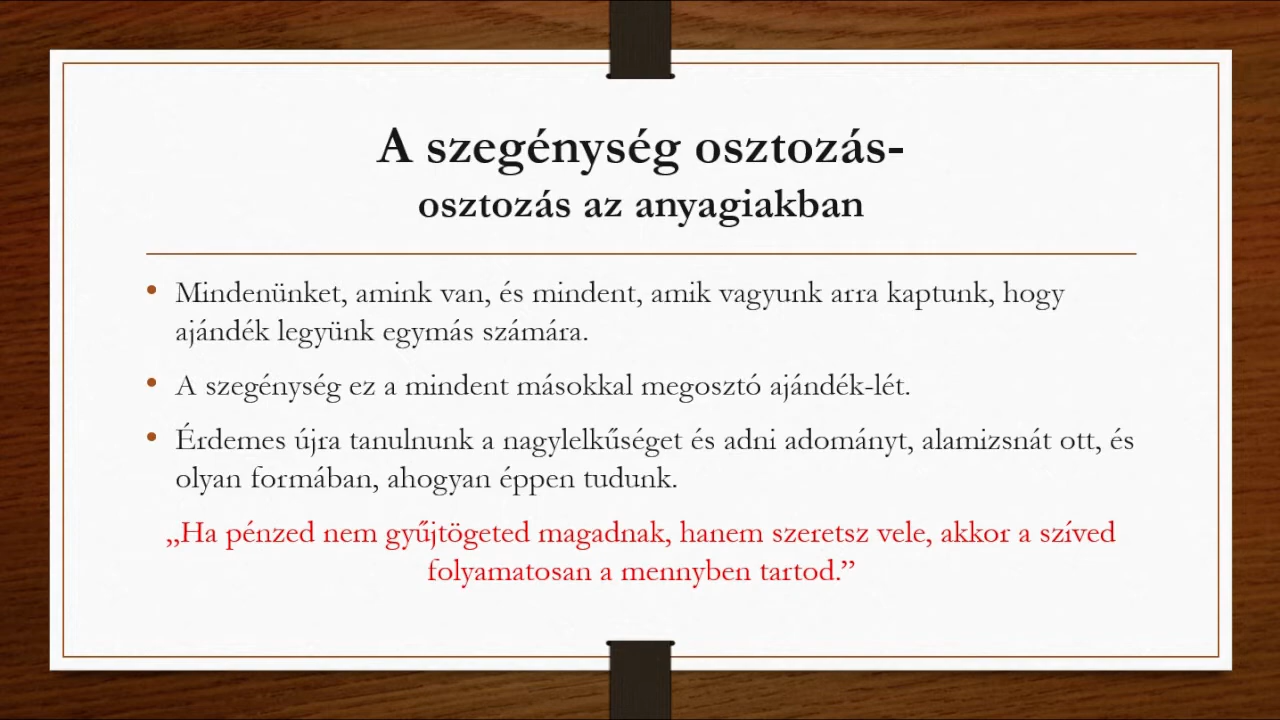 A szegénység osztozás-
osztozás az anyagiakban
• Mindenünket, amink van, és mindent, amik vagyunk arra kaptunk, hogy
ajándék legyünk egymás számára.
• A szegénység ez a mindent másokkal megosztó ajándék-lét.
• Érdemes újra tanulnunk a nagylelkűséget és adni adományt, alamizsnát ott, és
olyan formában, ahogyan éppen tudunk.
„Ha pénzed nem gyűjtögeted magadnak, hanem szeretsz vele, akkor a szíved
folyamatosan a mennyben tartod.”